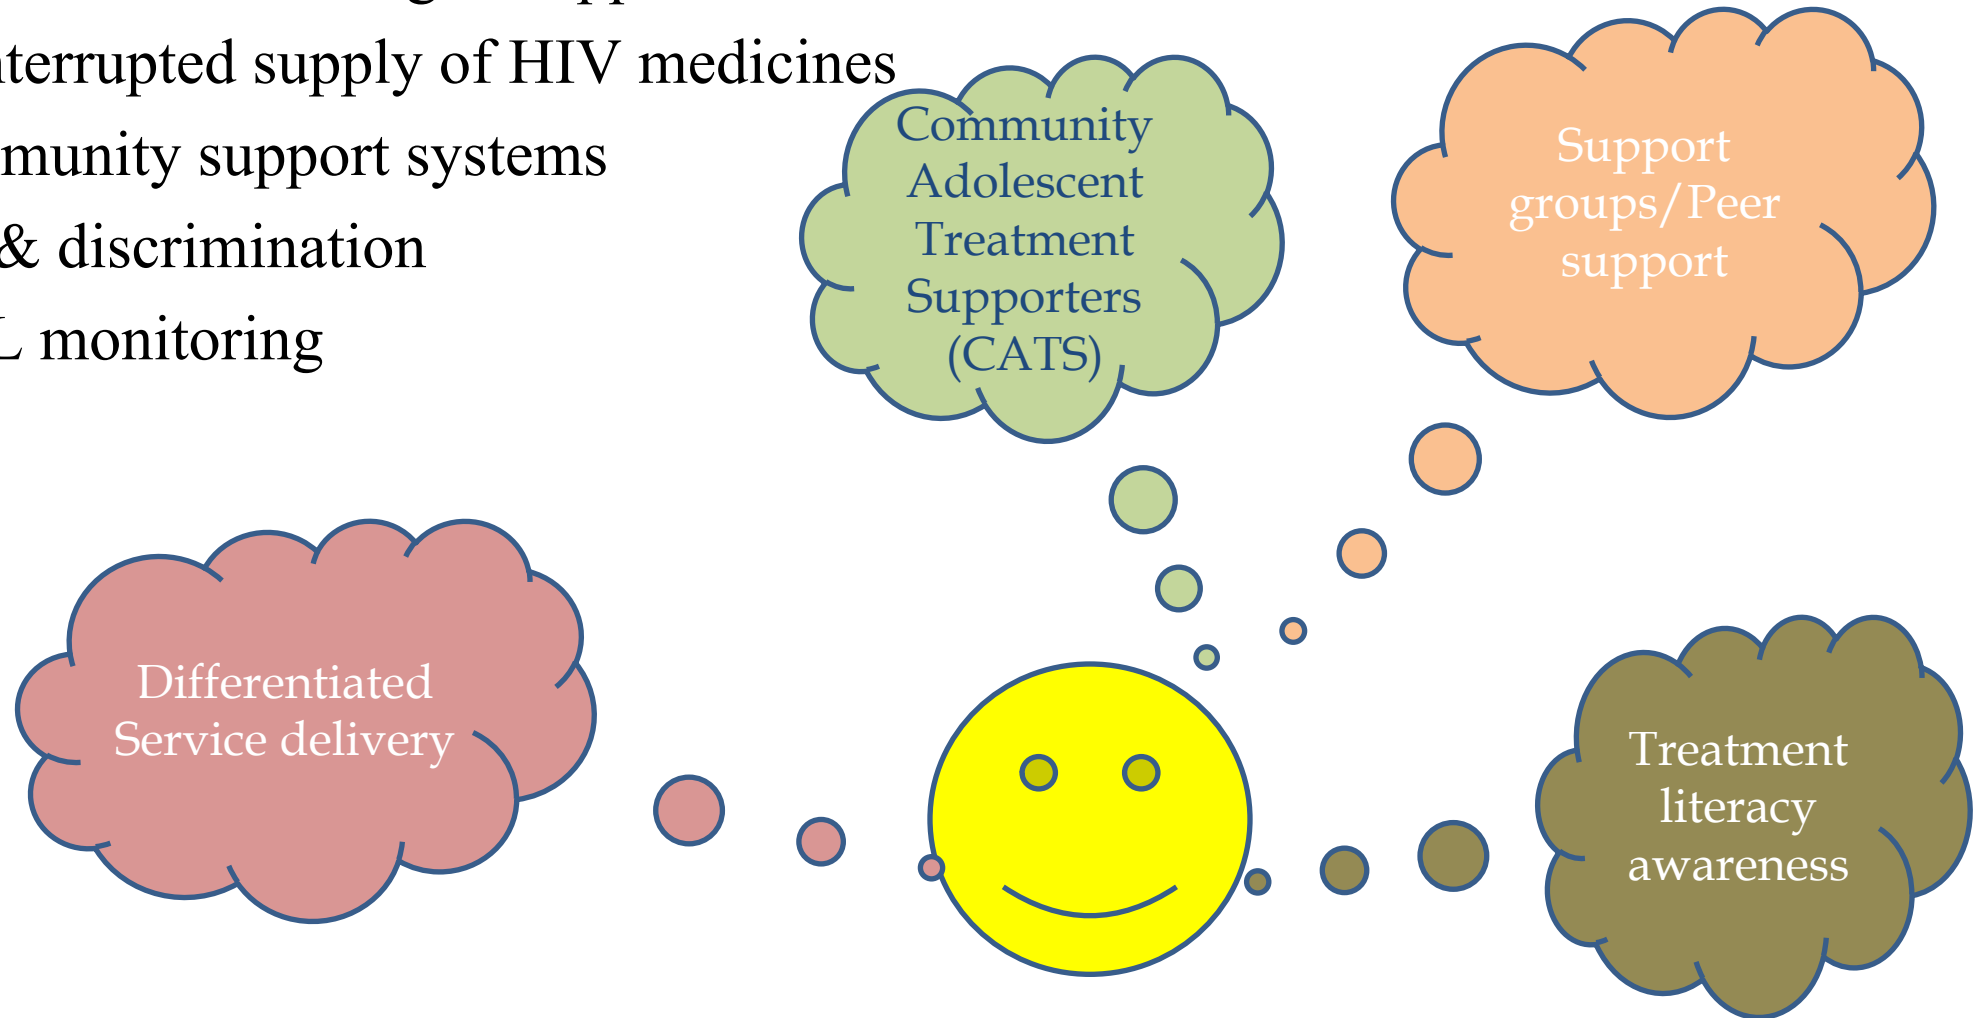 nterrupted supply of HIV medicines
munity support systems
& discrimination
L monitoring
Community
Adolescent
Treatment
Supporters
(CATS)
Support
groups/Peer
support
Differentiated
Service delivery
Treatment
literacy
awareness